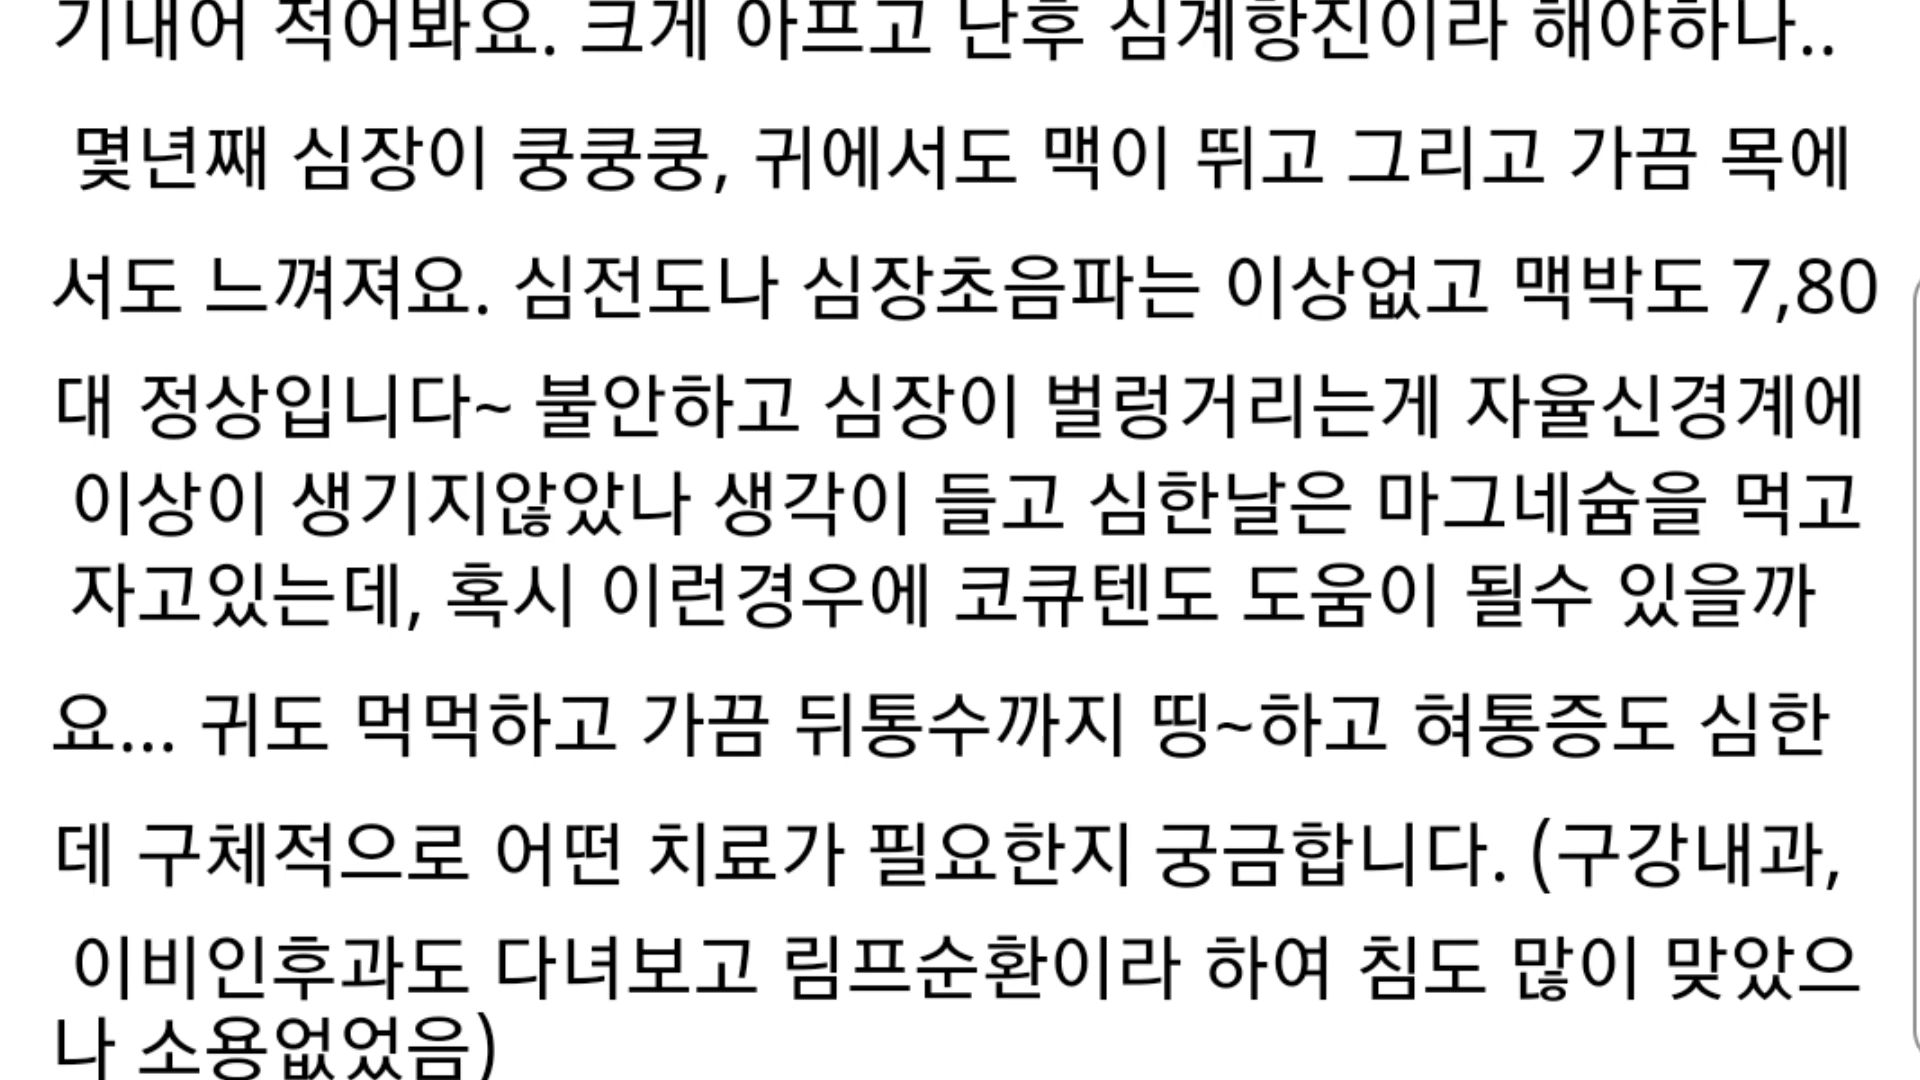 기내어 적어봐요. 크게 아프고 난후 심계항진이라 해야하나..
몇년째 심장이 쿵쿵쿵, 귀에서도 맥이 뛰고 그리고 가끔 목에
서도 느껴져요. 심전도나 심장초음파는 이상없고 맥박도 7,80
대 정상입니다~ 불안하고 심장이 벌렁거리는게 자율신경계에
이상이 생기지않았나 생각이 들고 심한날은 마그네슘을 먹고
자고있는데, 혹시 이런경우에 코큐텐도 도움이 될수 있을까
요... 귀도 먹먹하고 가끔 뒤통수까지 띵~하고 혀통증도 심한
데 구체적으로 어떤 치료가 필요한지 궁금합니다. (구강내과,
이비인후과도 다녀보고 림프순환이라 하여 침도 많이 맞았으
나 소용없었음)